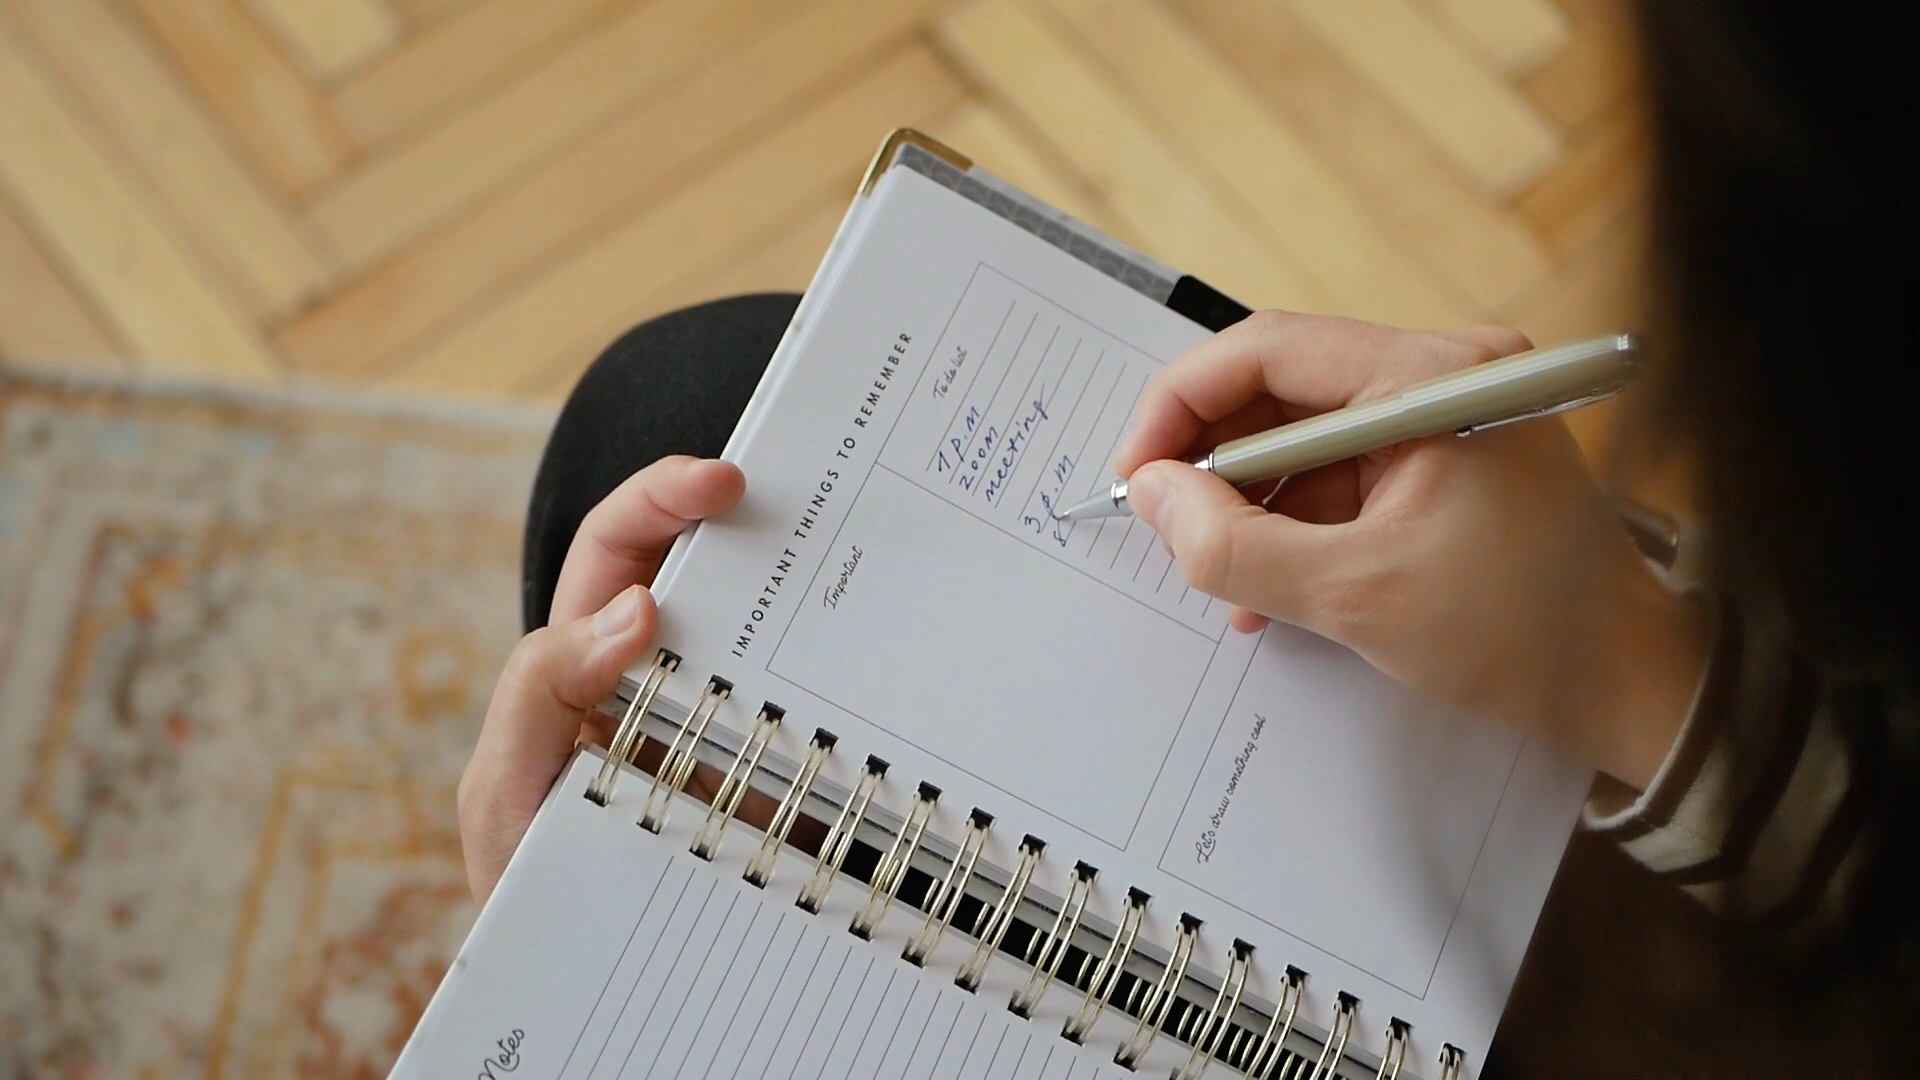 IMPORTANT THINGS TO REMEMBER
To do list
1 p.m
zoom
meeting
3 p.m
Important
Let's draw something cool
Notes